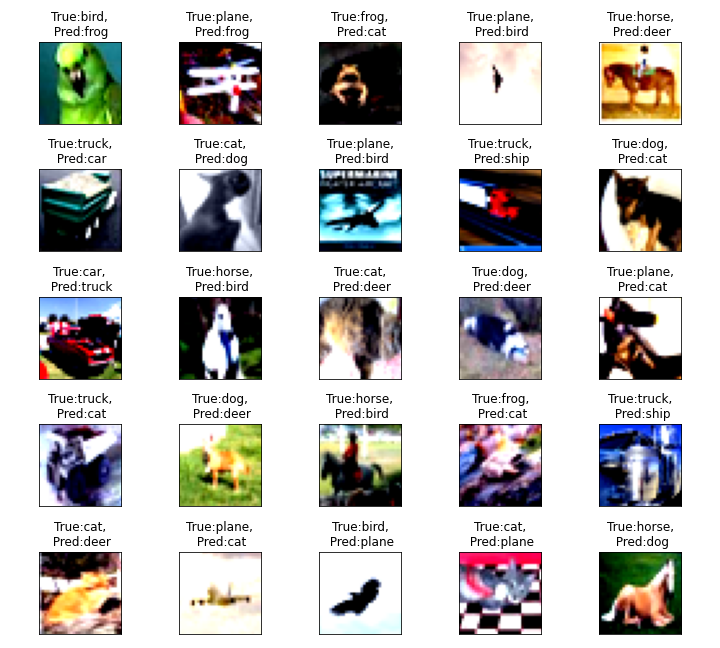 True:bird,
Pred:frog
True:plane,
Pred:frog
True:frog,
Pred:cat
True:plane,
Pred:bird
True:horse,
Pred:deer
True:truck,
Pred:car
True:cat,
Pred:dog
True:plane,
Pred:bird
SUPERMARINE
True:truck,
Pred:ship
True:dog,
Pred:cat
True:car,
Pred:truck
True:horse,
Pred:bird
True:cat,
Pred:deer
True:dog,
Pred:deer
True:plane,
Pred:cat
True:truck,
Pred:cat
True:dog,
Pred:deer
True:horse,
Pred:bird
True:frog,
Pred:cat
True:truck,
Pred:ship
True:cat,
Pred:deer
True:plane,
Pred:cat
True:bird,
Pred:plane
True:cat,
Pred:plane
True:horse,
Pred:dog